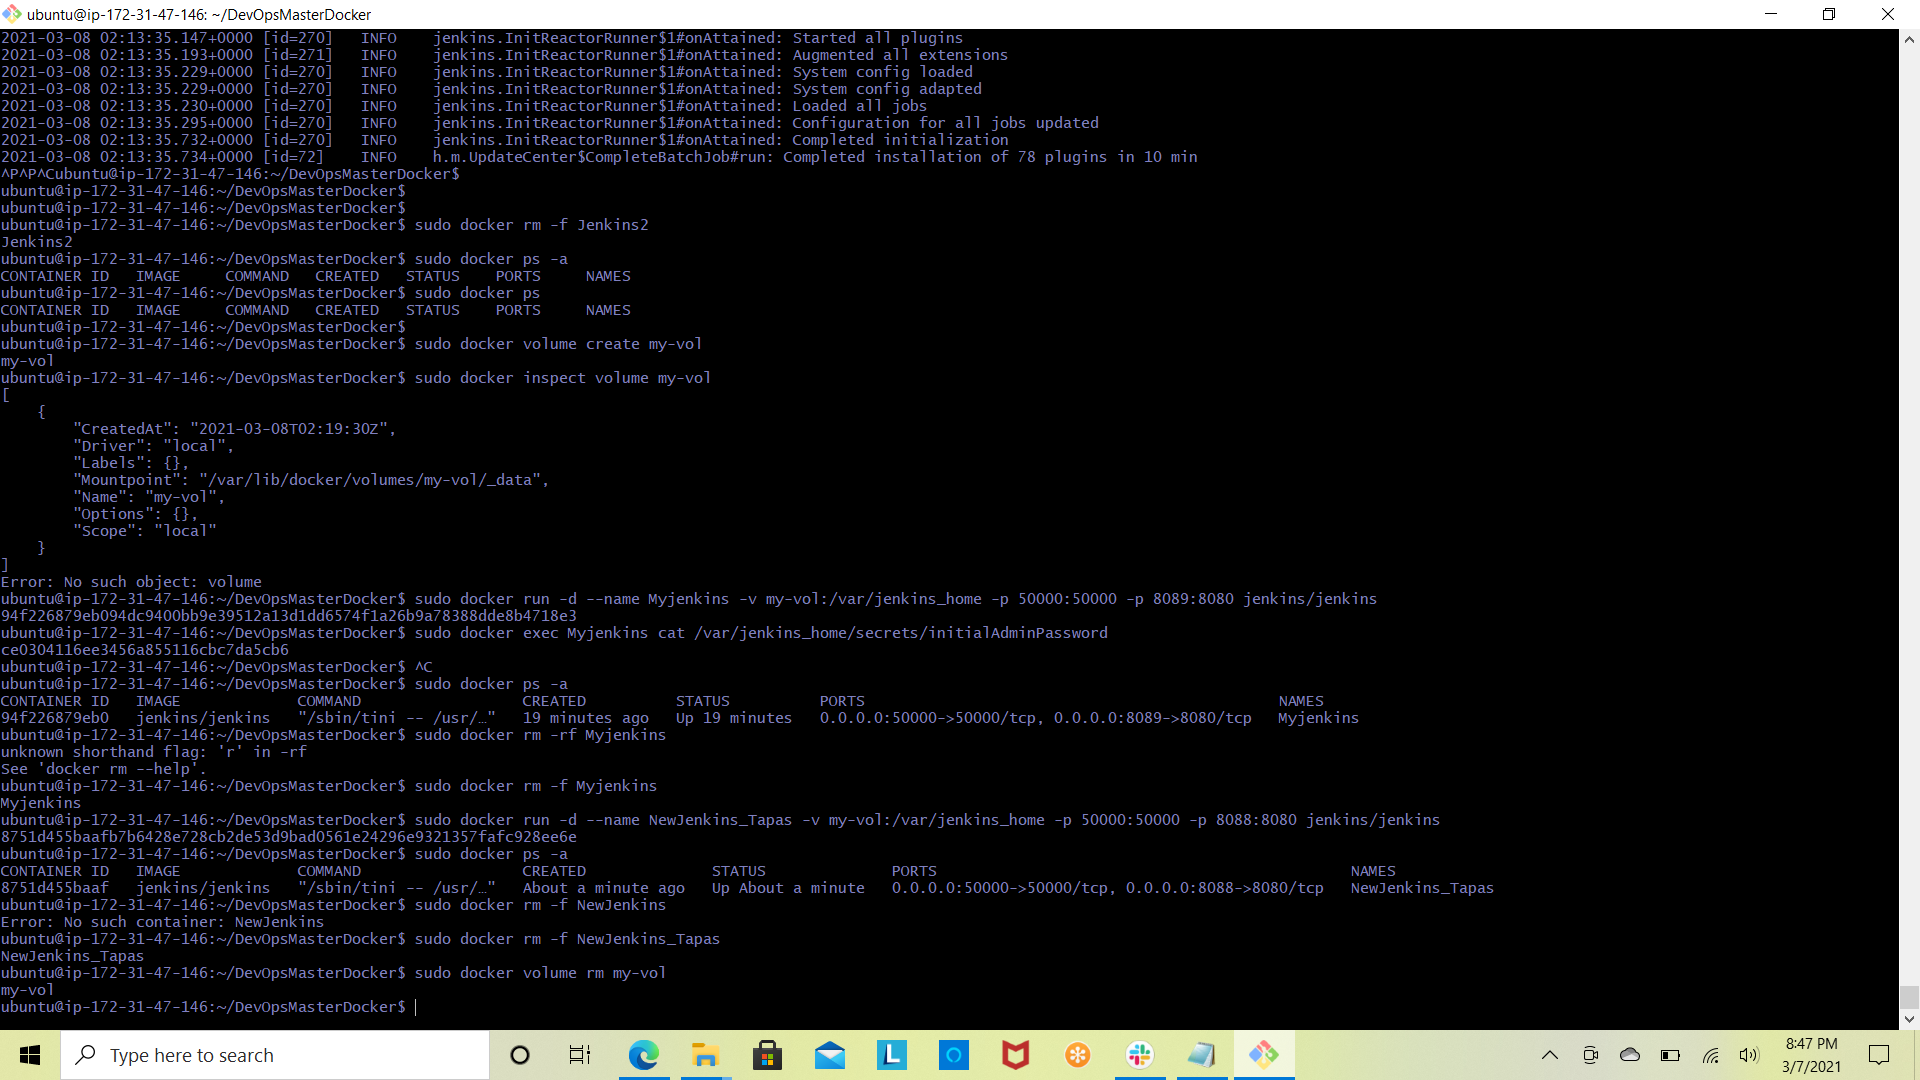 ubuntu@ip-172-31-47-146: ~/DevOpsMasterDocker
2021-03-08 02:13:35.147+0000 [id=270]   INFO    jenkins.InitReactorRunner$1#onAttained: Started all plugins
2021-03-08 02:13:35.193+0000 [id=271]   INFO    jenkins.InitReactorRunner$1#onAttained: Augmented all extensions
2021-03-08 02:13:35.229+0000 [id=270]   INFO    jenkins.InitReactorRunner$1#onAttained: System config loaded
2021-03-08 02:13:35.229+0000 [id=270]   INFO    jenkins.InitReactorRunner$1#onAttained: System config adapted
2021-03-08 02:13:35.230+0000 [id=270]   INFO    jenkins.InitReactorRunner$1#onAttained: Loaded all jobs
2021-03-08 02:13:35.295+0000 [id=270]   INFO    jenkins.InitReactorRunner$1#onAttained: Configuration for all jobs updated
2021-03-08 02:13:35.732+0000 [id=270]   INFO    jenkins.InitReactorRunner$1#onAttained: Completed initialization
2021-03-08 02:13:35.734+0000 [id=72]    INFO    h.m.UpdateCenter$CompleteBatchJob#run: Completed installation of 78 plugins in 10 min
^P^P^Cubuntu@ip-172-31-47-146:~/DevOpsMasterDocker$
ubuntu@ip-172-31-47-146:~/DevOpsMasterDocker$
ubuntu@ip-172-31-47-146:~/DevOpsMasterDocker$
ubuntu@ip-172-31-47-146:~/DevOpsMasterDocker$ sudo docker rm -f Jenkins2
Jenkins2
ubuntu@ip-172-31-47-146:~/DevOpsMasterDocker$ sudo docker ps -a
CONTAINER ID   IMAGE     COMMAND   CREATED   STATUS    PORTS     NAMES
ubuntu@ip-172-31-47-146:~/DevOpsMasterDocker$ sudo docker ps
CONTAINER ID   IMAGE     COMMAND   CREATED   STATUS    PORTS     NAMES
ubuntu@ip-172-31-47-146:~/DevOpsMasterDocker$
ubuntu@ip-172-31-47-146:~/DevOpsMasterDocker$ sudo docker volume create my-vol
my-vol
ubuntu@ip-172-31-47-146:~/DevOpsMasterDocker$ sudo docker inspect volume my-vol
[
    {
        "CreatedAt": "2021-03-08T02:19:30Z",
        "Driver": "local",
        "Labels": {},
        "Mountpoint": "/var/lib/docker/volumes/my-vol/_data",
        "Name": "my-vol",
        "Options": {},
        "Scope": "local"
    }
]
Error: No such object: volume
ubuntu@ip-172-31-47-146:~/DevOpsMasterDocker$ sudo docker run -d --name Myjenkins -v my-vol:/var/jenkins_home -p 50000:50000 -p 8089:8080 jenkins/jenkins
94f226879eb094dc9400bb9e39512a13d1dd6574f1a26b9a78388dde8b4718e3
ubuntu@ip-172-31-47-146:~/DevOpsMasterDocker$ sudo docker exec Myjenkins cat /var/jenkins_home/secrets/initialAdminPassword
ce0304116ee3456a855116cbc7da5cb6
ubuntu@ip-172-31-47-146:~/DevOpsMasterDocker$ ^C
ubuntu@ip-172-31-47-146:~/DevOpsMasterDocker$ sudo docker ps -a
CONTAINER ID   IMAGE             COMMAND                  CREATED          STATUS          PORTS                                              NAMES
94f226879eb0   jenkins/jenkins   "/sbin/tini -- /usr/…"   19 minutes ago   Up 19 minutes   0.0.0.0:50000->50000/tcp, 0.0.0.0:8089->8080/tcp   Myjenkins
ubuntu@ip-172-31-47-146:~/DevOpsMasterDocker$ sudo docker rm -rf Myjenkins
unknown shorthand flag: 'r' in -rf
See 'docker rm --help'.
ubuntu@ip-172-31-47-146:~/DevOpsMasterDocker$ sudo docker rm -f Myjenkins
Myjenkins
ubuntu@ip-172-31-47-146:~/DevOpsMasterDocker$ sudo docker run -d --name NewJenkins_Tapas -v my-vol:/var/jenkins_home -p 50000:50000 -p 8088:8080 jenkins/jenkins
8751d455baafb7b6428e728cb2de53d9bad0561e24296e9321357fafc928ee6e
ubuntu@ip-172-31-47-146:~/DevOpsMasterDocker$ sudo docker ps -a
CONTAINER ID   IMAGE             COMMAND                  CREATED              STATUS              PORTS                                              NAMES
8751d455baaf   jenkins/jenkins   "/sbin/tini -- /usr/…"   About a minute ago   Up About a minute   0.0.0.0:50000->50000/tcp, 0.0.0.0:8088->8080/tcp   NewJenkins_Tapas
ubuntu@ip-172-31-47-146:~/DevOpsMasterDocker$ sudo docker rm -f NewJenkins
Error: No such container: NewJenkins
ubuntu@ip-172-31-47-146:~/DevOpsMasterDocker$ sudo docker rm -f NewJenkins_Tapas
NewJenkins_Tapas
ubuntu@ip-172-31-47-146:~/DevOpsMasterDocker$ sudo docker volume rm my-vol
my-vol
ubuntu@ip-172-31-47-146:~/DevOpsMasterDocker$
Type here to search
L
8:47 PM
3/7/2021